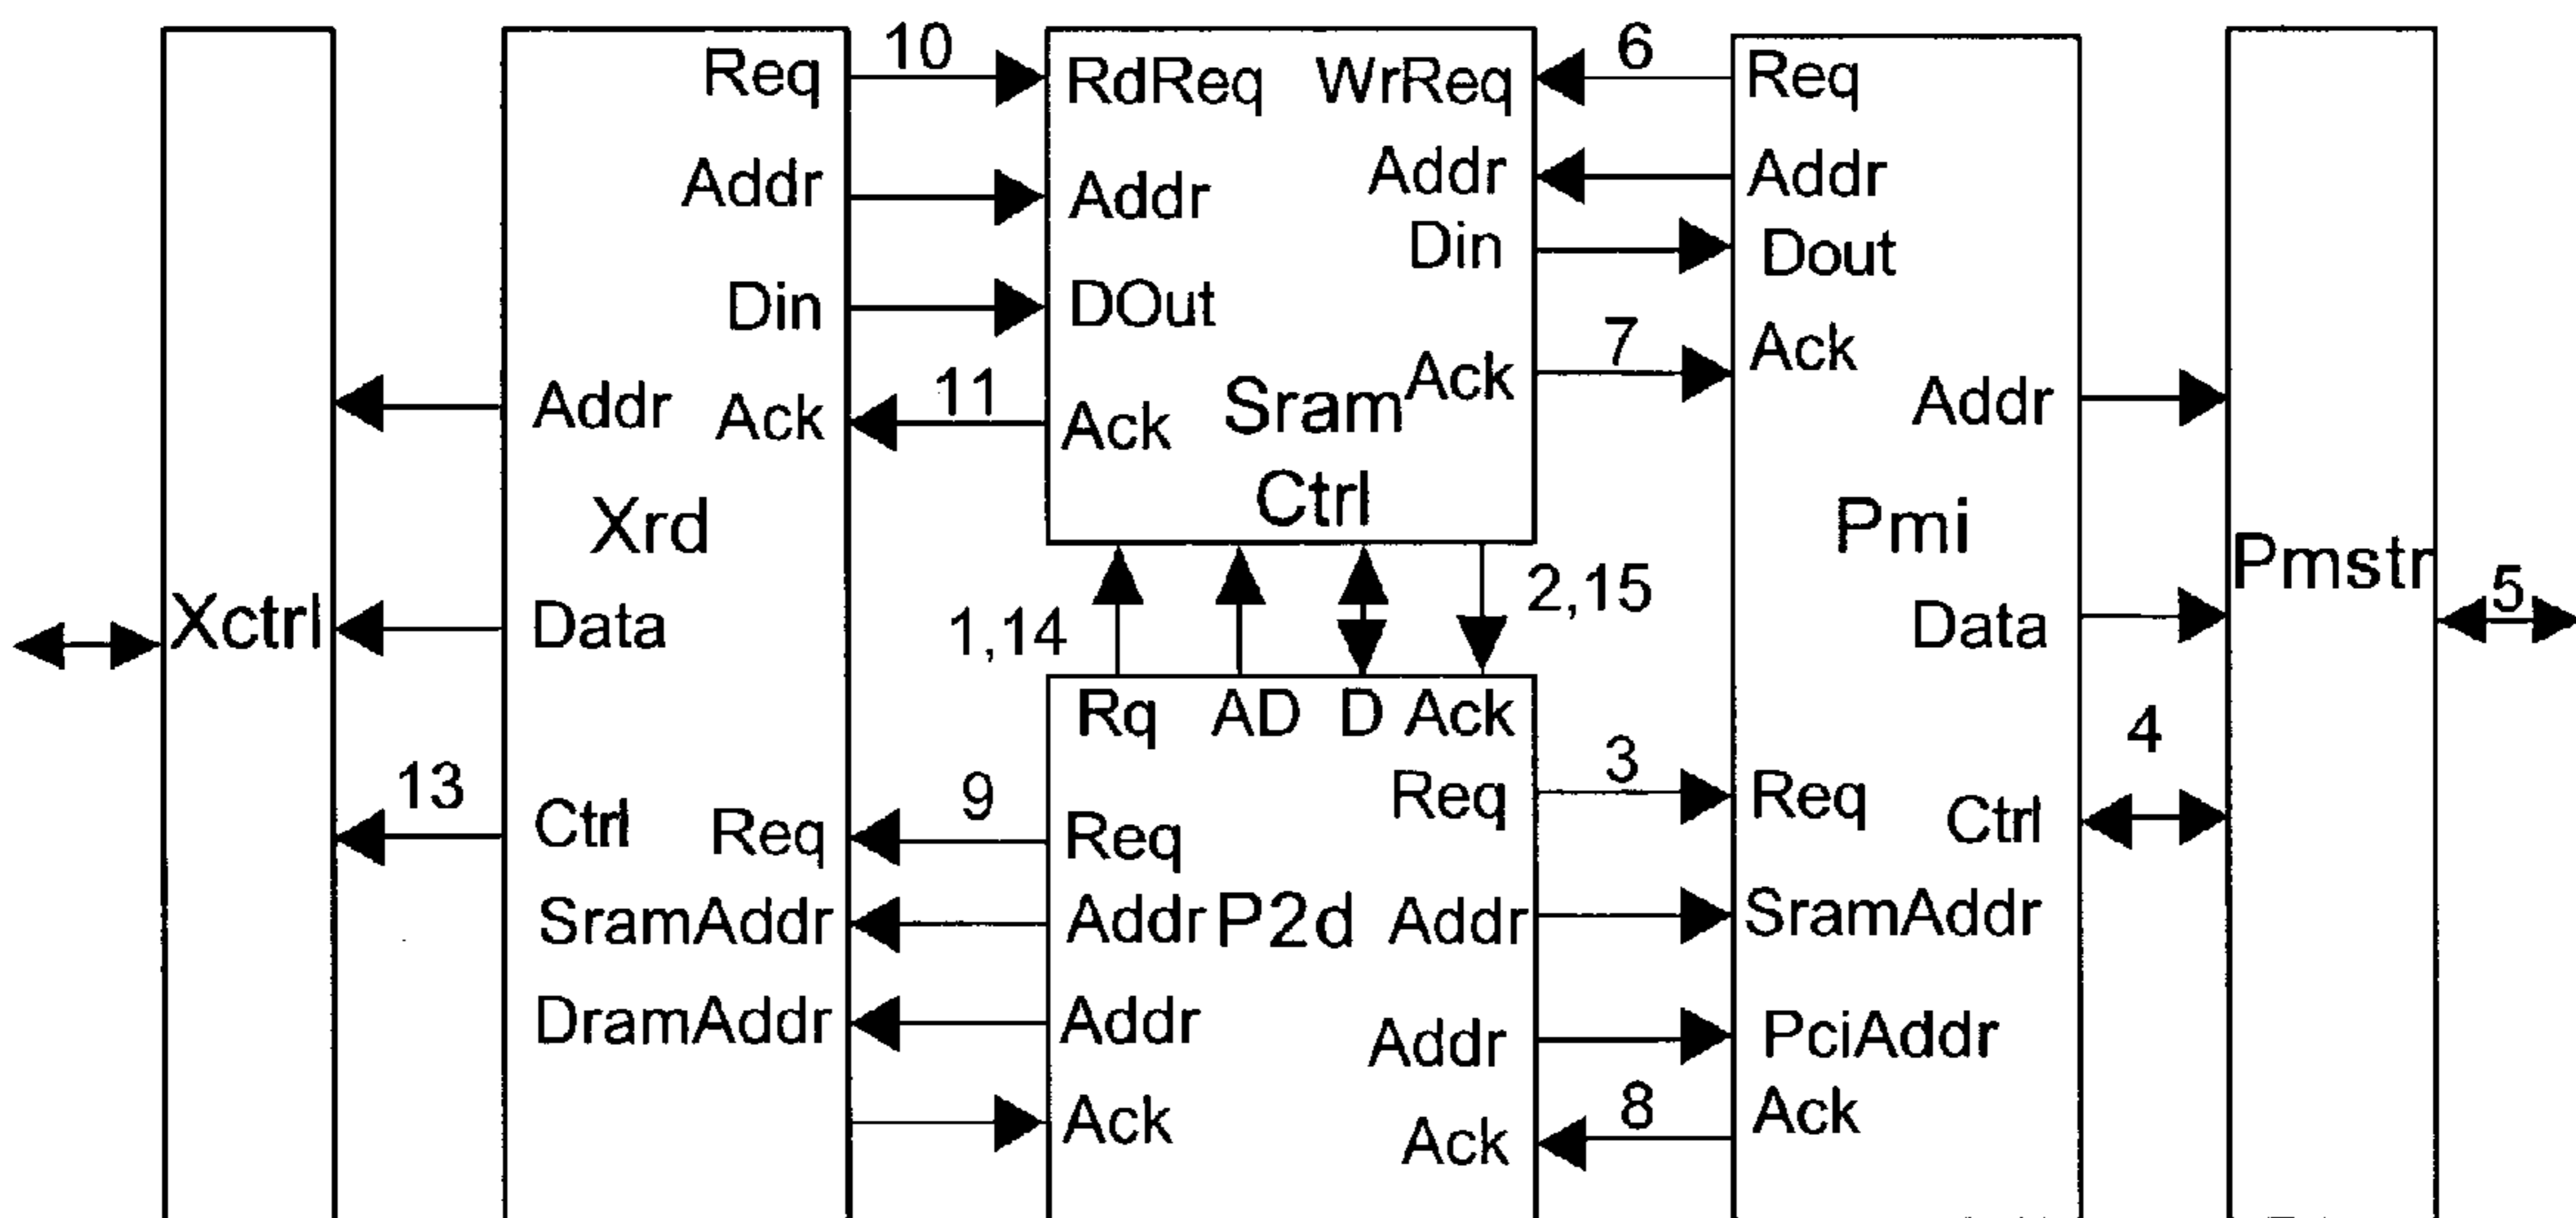 10
6
Req
RdReq
WrReq
Req
Addr
Addr
Addr
Addr
Din
Dout
Din
DOut
7
Ack
Addr
Ack
11
Ack
Sram
Ack
Addr
Ctrl
Xrd
Pmi
Pmstr
Xctrl
Data
1,14
2,15
5
Data
Rq
AD
D
Ack
4
13
9
3
Req
Req
Ctrl
Req
Req
Ctrl
SramAddr
Addr
P2d
Addr
SramAddr
DramAddr
Addr
Addr
PciAddr
Ack
8
Ack
Ack